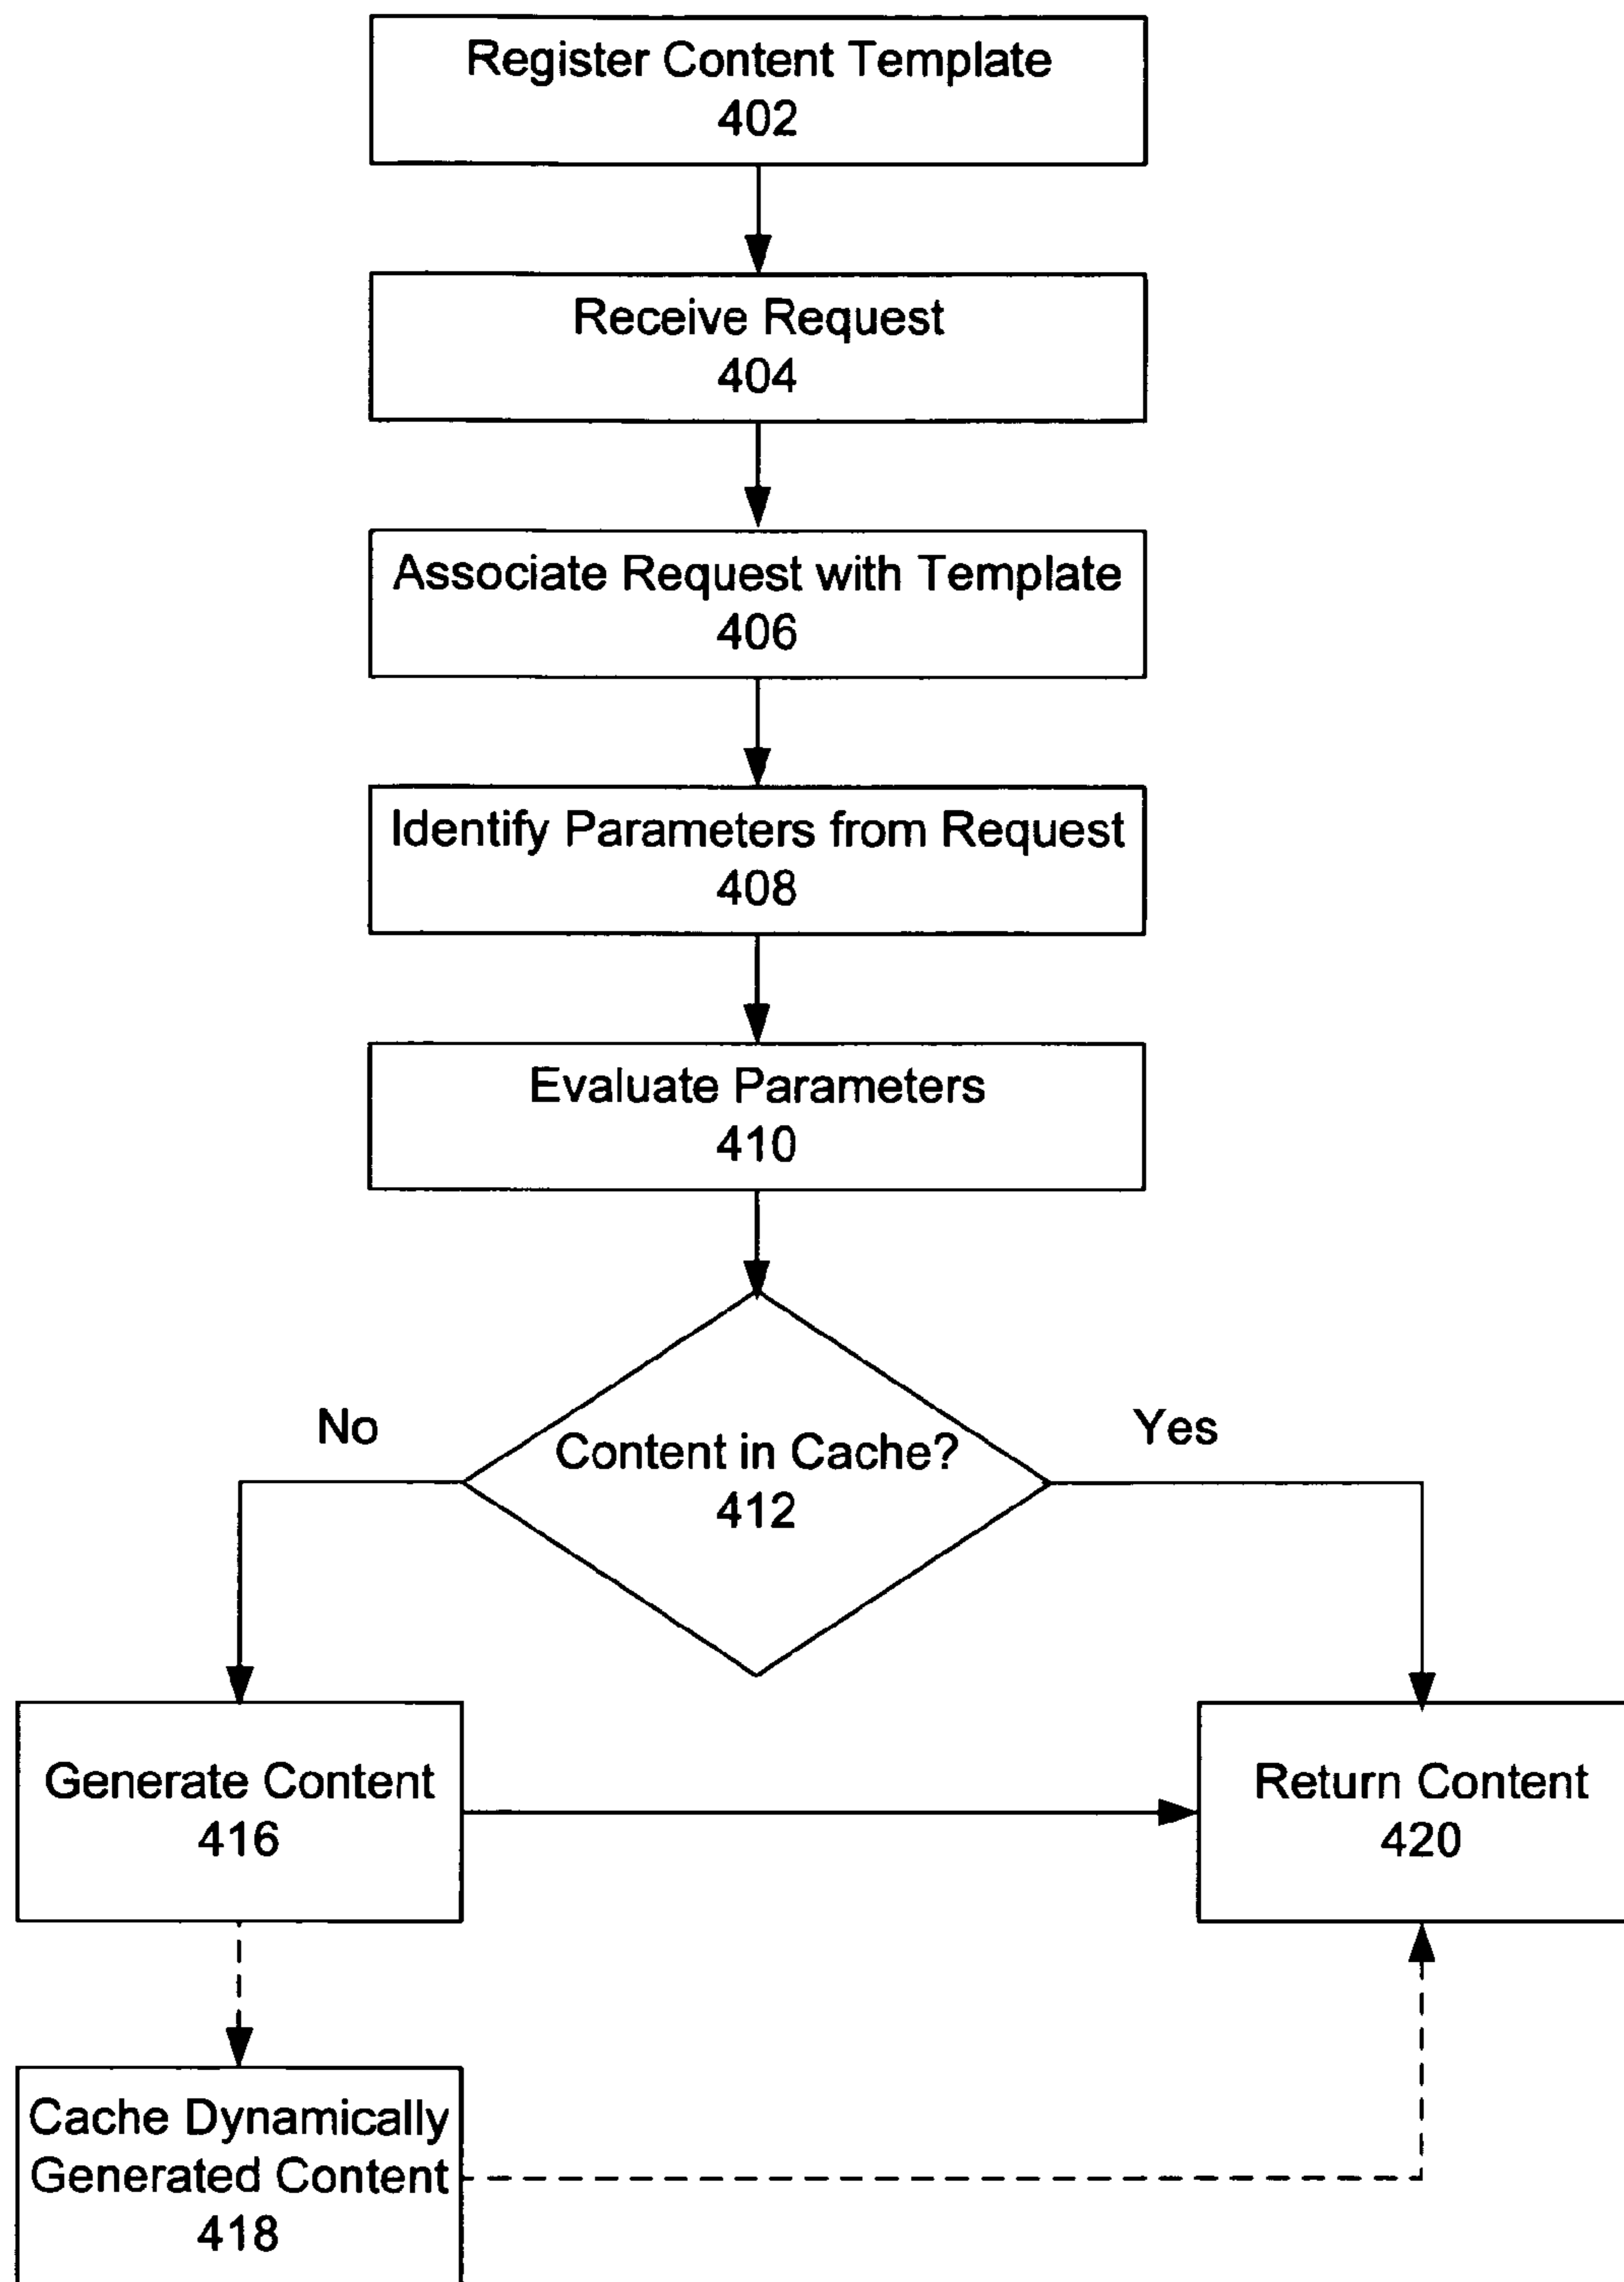 Register Content Template
402
Receive Request
404
Associate Request with Template
406
Identify Parameters from Request
408
Evaluate Parameters
410
No
Yes
Content in Cache?
412
Generate Content
416
Return Content
420
Cache Dynamically
Generated Content
418